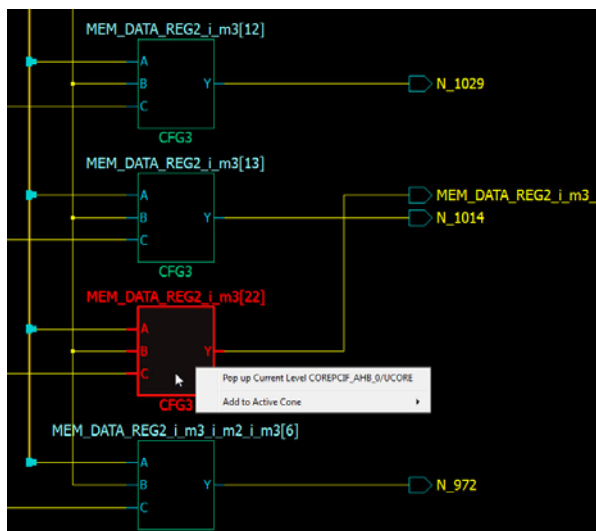 MEM_DATA_REG2_i_m3[12]
A
B
Y
N_1029
C
CFG3
MEM_DATA_REG2_i_m3[13]
A
MEM_DATA_REG2_i_m3_
B
Y
N_1014
C
CFG3
MEM_DATA_REG2_i_m3[22]
A
B
Y
C
Pop up Current Level COREPCIF_AHB_0/UCORE
CFG3
Add to Active Cone
MEM_DATA_REG2_i_m3_i_m2_i_m3[6]
A
B
Y
N_972
C